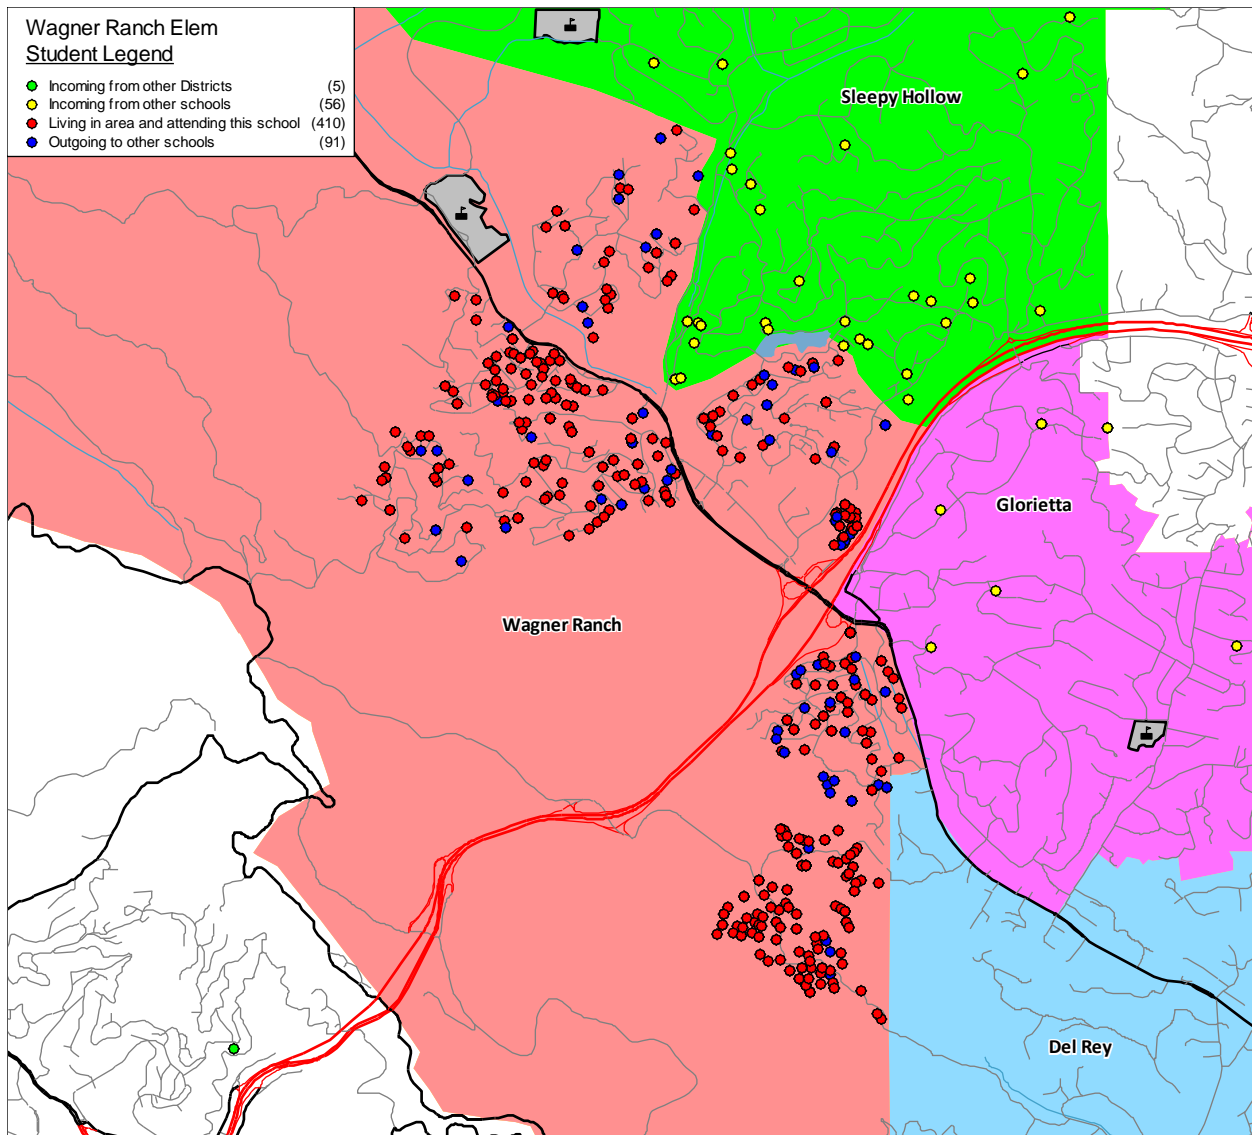 Wagner Ranch Elem
Student Legend
Incoming from other Districts (5)
Incoming from other schools (56)
Living in area and attending this school (410)
Outgoing to other schools (91)
Sleepy Hollow
Glorietta
Wagner Ranch
Del Rey